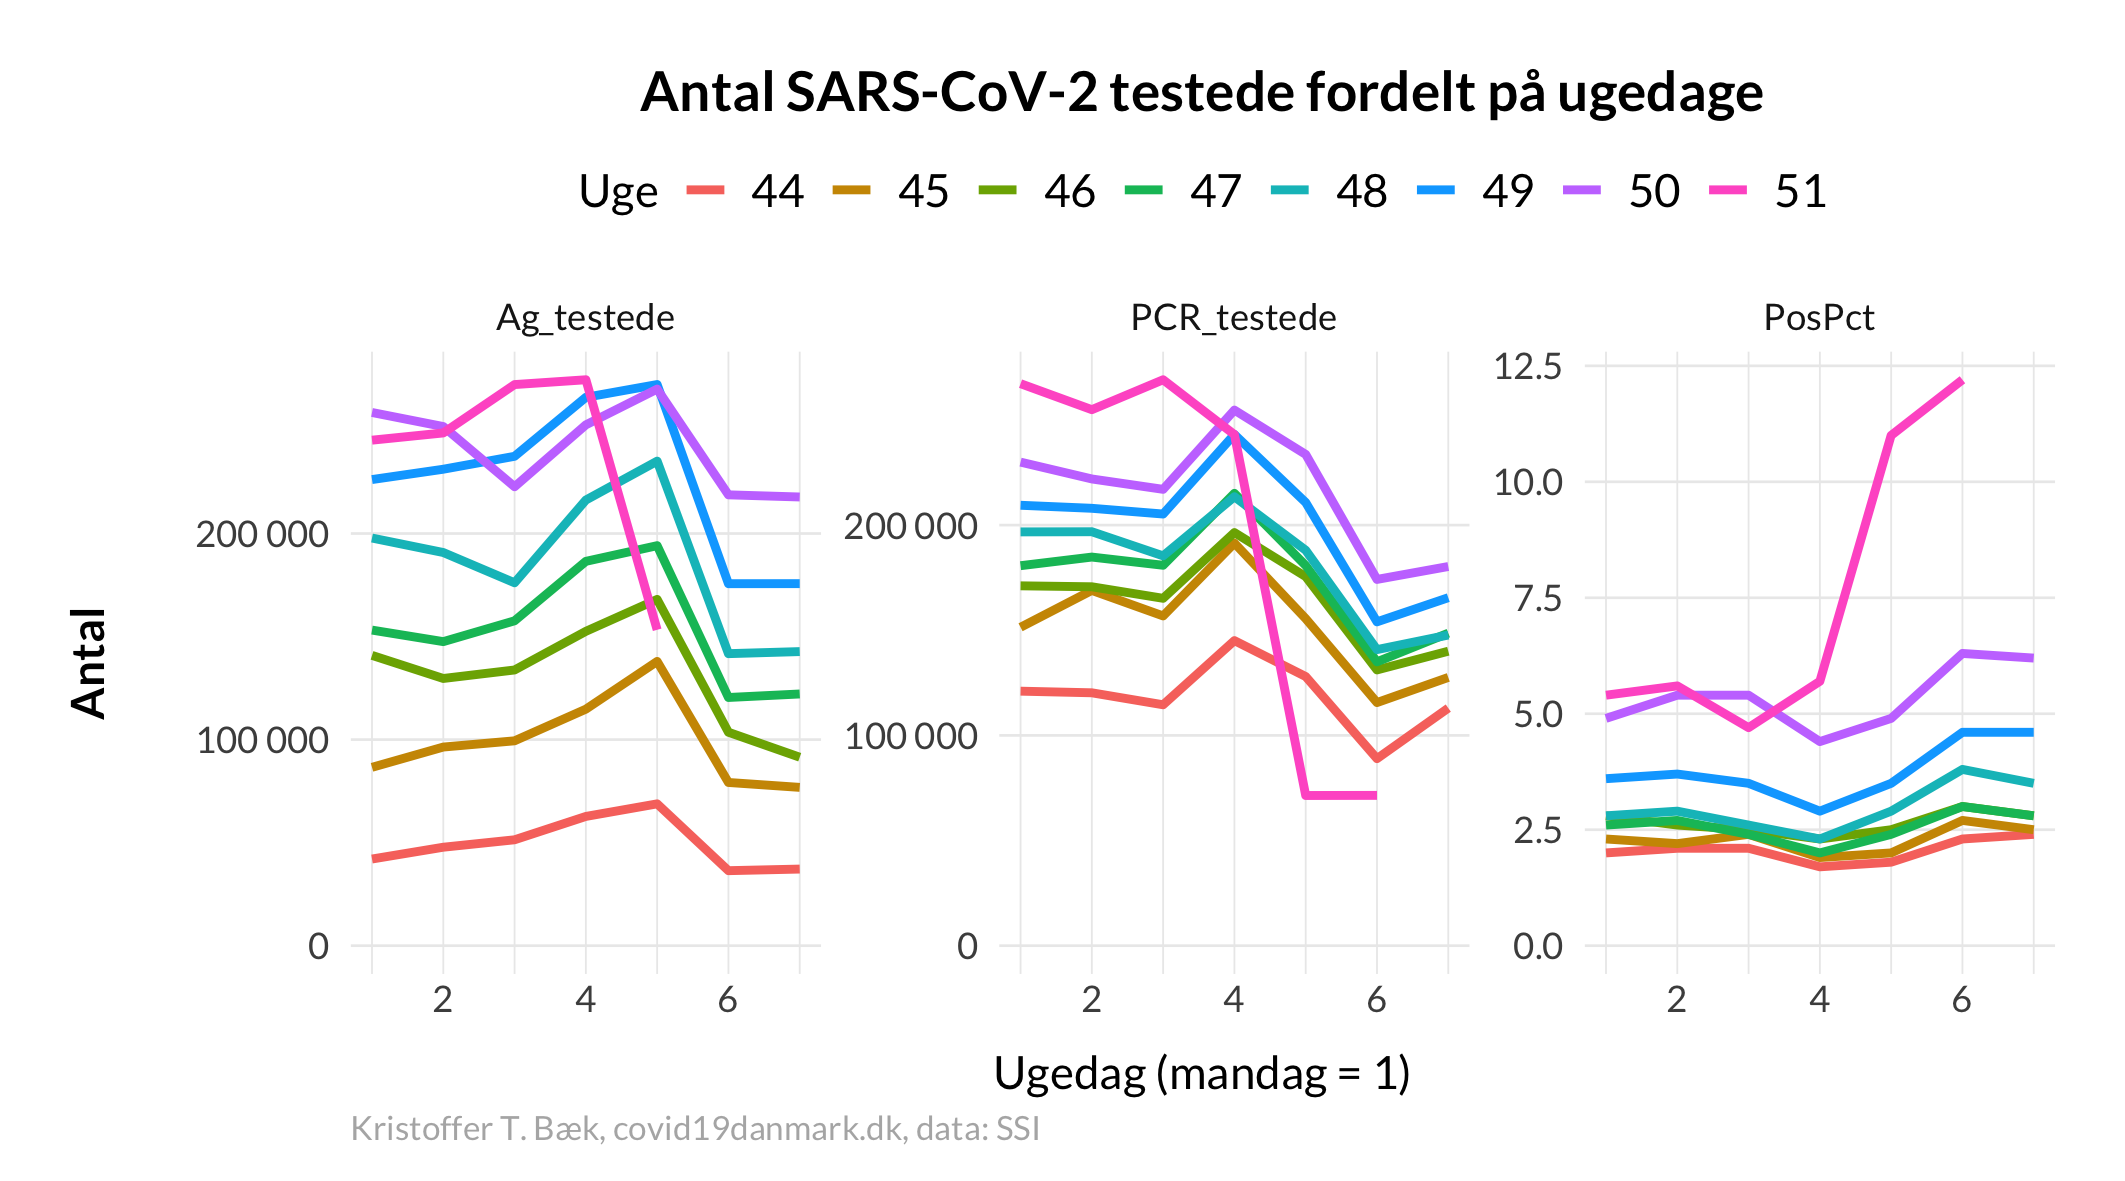 Antal SARS-CoV-2 testede fordelt på ugedage
Uge 44 45 46 47 48 49 50 51
Ag_testede PCR_testede PosPct
Antal
200 000
100 000
0
2 4 6
200 000
100 000
0
2 4 6
12.5
10.0
7.5
5.0
2.5
0.0
2 4 6
Ugedag (mandag = 1)
Kristoffer T. Bæk, covid19danmark.dk, data: SSI